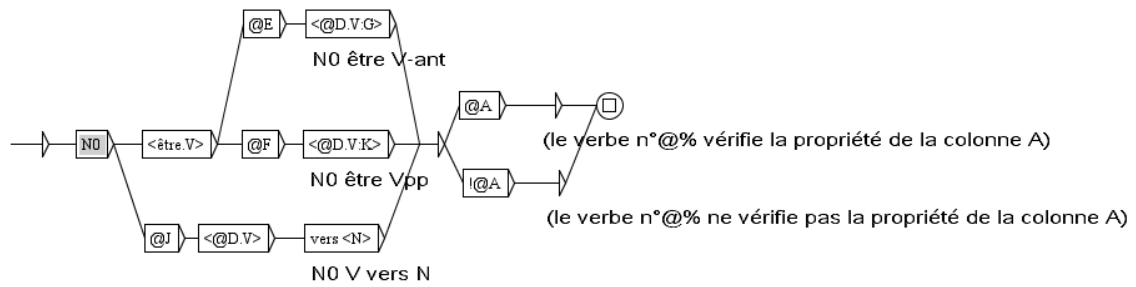 @E <@D.V:G>
N0 être V-ant
@A
N0 <être.V> @F <@D.V:K>
(le verbe n°@% vérifie la propriété de la colonne A)
N0 être Vpp
!@A
(le verbe n°@% ne vérifie pas la propriété de la colonne A)
@J <@D.V> vers <N>
N0 V vers N